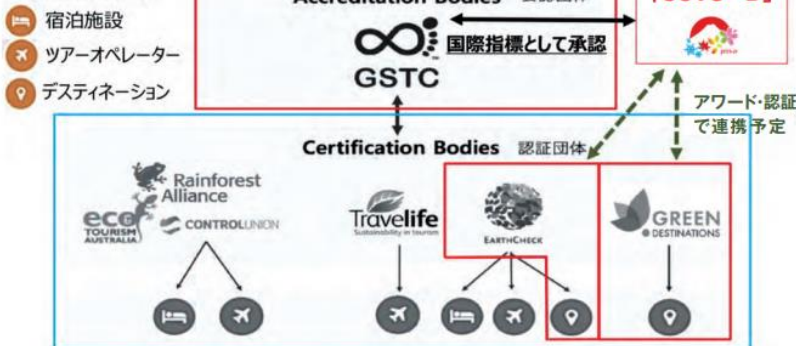 Accreditation Bodies
宿泊施設
ツアーオペレーター
デスティネーション
GSTC
国際指標として承認
アワード・認証
で連携予定
Certification Bodies 認証団体
Rainforest
Alliance
eco
TOURISM
AUSTRALIA
CONTROLUNION
Travelife
Sustainability in tourism
EARTHCHECK
GREEN
DESTINATIONS